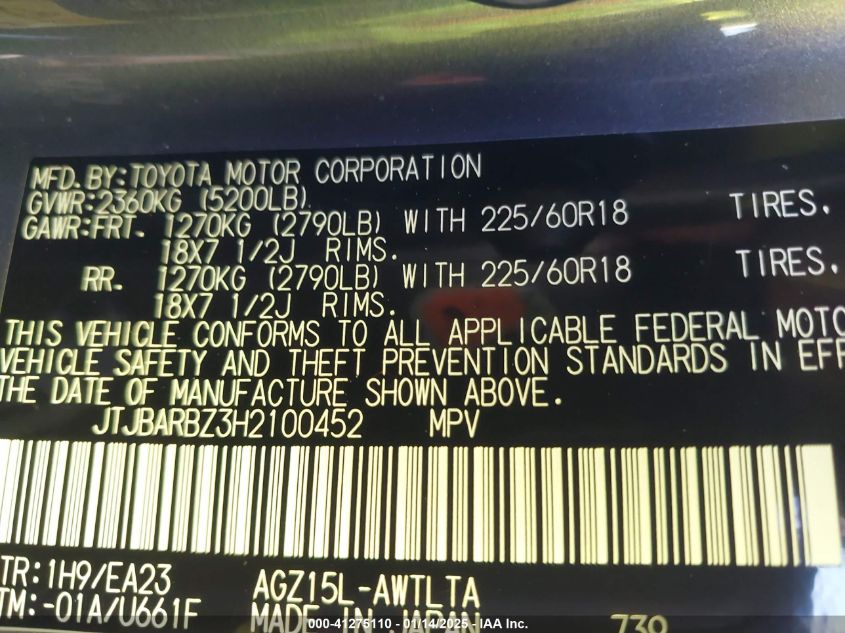 MFD. BY: TOYOTA MOTOR CORPORATION
GVWR: 2360KG (5200LB)
GAWR: FRT. 1270KG (2790LB) WITH 225/60R18 TIRES.
18X7 1/2J RIMS.
RR. 1270KG (2790LB) WITH 225/60R18 TIRES.
18X7 1/2J RIMS.
THIS VEHICLE CONFORMS TO ALL APPLICABLE FEDERAL MOTO
VEHICLE SAFETY AND THEFT PREVENTION STANDARDS IN EFF
THE DATE OF MANUFACTURE SHOWN ABOVE.
JTJBARBZ3H2100452 MPV
TR: 1H9/EA23 AGZ15L-AWTLTA
TM: -01A/U661F MADE IN JAPAN 730
000-41275110 - 01/14/2025 - IAA Inc.